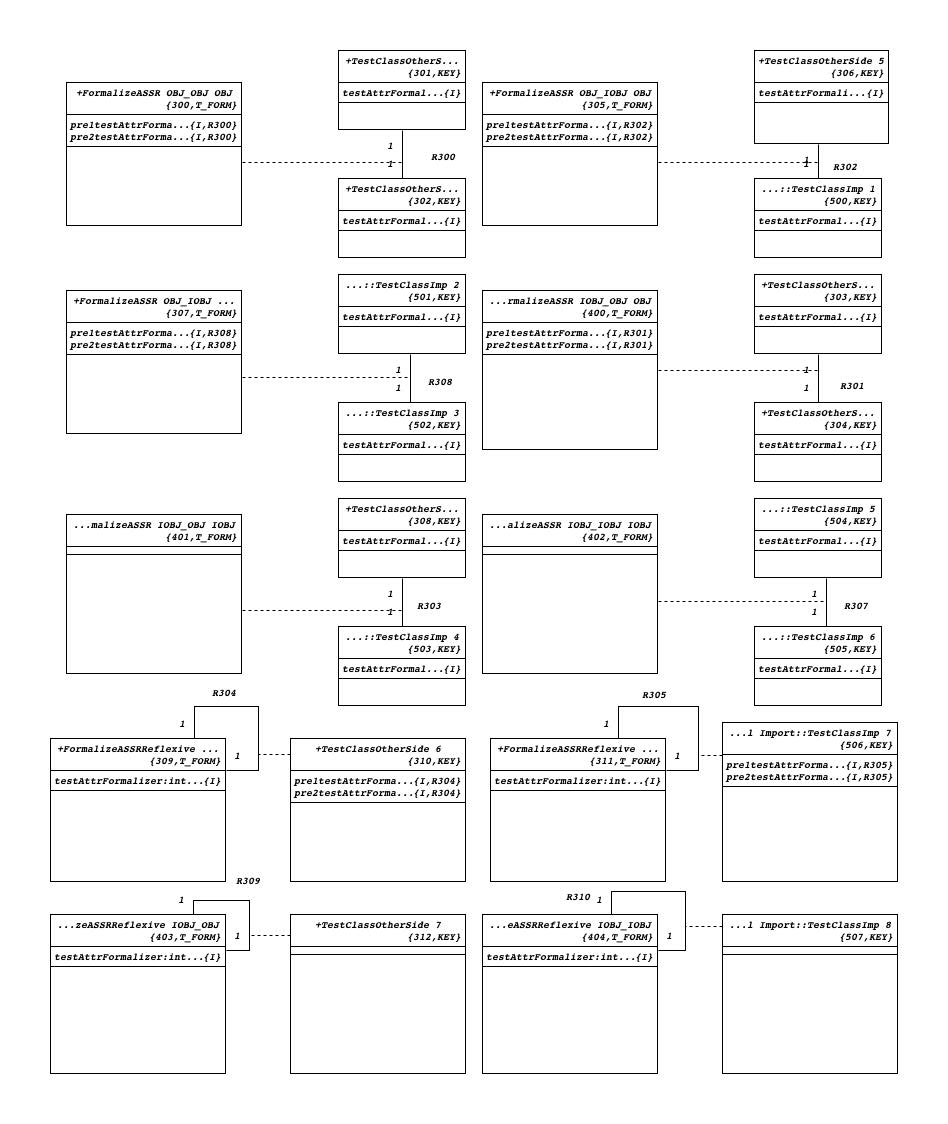 +TestClassOtherS...
{301,KEY}
testAttrFormal...{I}
+FormalizeASSR OBJ_OBJ OBJ
{300,T_FORM}
pre1testAttrForma...{I,R300}
pre2testAttrForma...{I,R300}
1
1
R300
+TestClassOtherS...
{302,KEY}
testAttrFormal...{I}
+TestClassOtherSide 5
{306,KEY}
testAttrFormali...{I}
+FormalizeASSR OBJ_IOBJ OBJ
{305,T_FORM}
pre1testAttrForma...{I,R302}
pre2testAttrForma...{I,R302}
1
1
R302
...::TestClassImp 1
{500,KEY}
testAttrFormal...{I}
...::TestClassImp 2
{501,KEY}
testAttrFormal...{I}
+FormalizeASSR OBJ_IOBJ ...
{307,T_FORM}
pre1testAttrForma...{I,R308}
pre2testAttrForma...{I,R308}
1
1
R308
...::TestClassImp 3
{502,KEY}
testAttrFormal...{I}
+TestClassOtherS...
{303,KEY}
testAttrFormal...{I}
...rmalizeASSR IOBJ_OBJ OBJ
{400,T_FORM}
pre1testAttrForma...{I,R301}
pre2testAttrForma...{I,R301}
1
1
R301
+TestClassOtherS...
{304,KEY}
testAttrFormal...{I}
+TestClassOtherS...
{308,KEY}
testAttrFormal...{I}
...malizeASSR IOBJ_OBJ IOBJ
{401,T_FORM}
1
1
R303
...::TestClassImp 4
{503,KEY}
testAttrFormal...{I}
...::TestClassImp 5
{504,KEY}
testAttrFormal...{I}
...alizeASSR IOBJ_IOBJ IOBJ
{402,T_FORM}
1
1
R307
...::TestClassImp 6
{505,KEY}
testAttrFormal...{I}
R304
1
1
+FormalizeASSRReflexive ...
{309,T_FORM}
testAttrFormalizer:int...{I}
+TestClassOtherSide 6
{310,KEY}
pre1testAttrForma...{I,R304}
pre2testAttrForma...{I,R304}
R305
1
1
+FormalizeASSRReflexive ...
{311,T_FORM}
testAttrFormalizer:int...{I}
...l Import::TestClassImp 7
{506,KEY}
pre1testAttrForma...{I,R305}
pre2testAttrForma...{I,R305}
R309
1
1
...zeASSRReflexive IOBJ_OBJ
{403,T_FORM}
testAttrFormalizer:int...{I}
+TestClassOtherSide 7
{312,KEY}
R310
1
1
...eASSRReflexive IOBJ_IOBJ
{404,T_FORM}
testAttrFormalizer:int...{I}
...l Import::TestClassImp 8
{507,KEY}